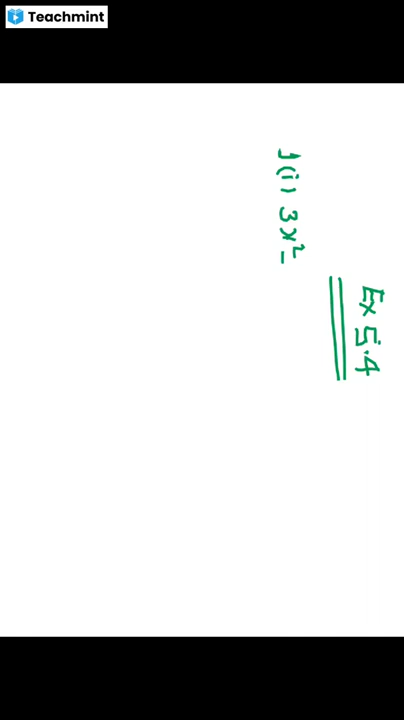 Teachmint
Ex 5.4
1(i) 3x² -